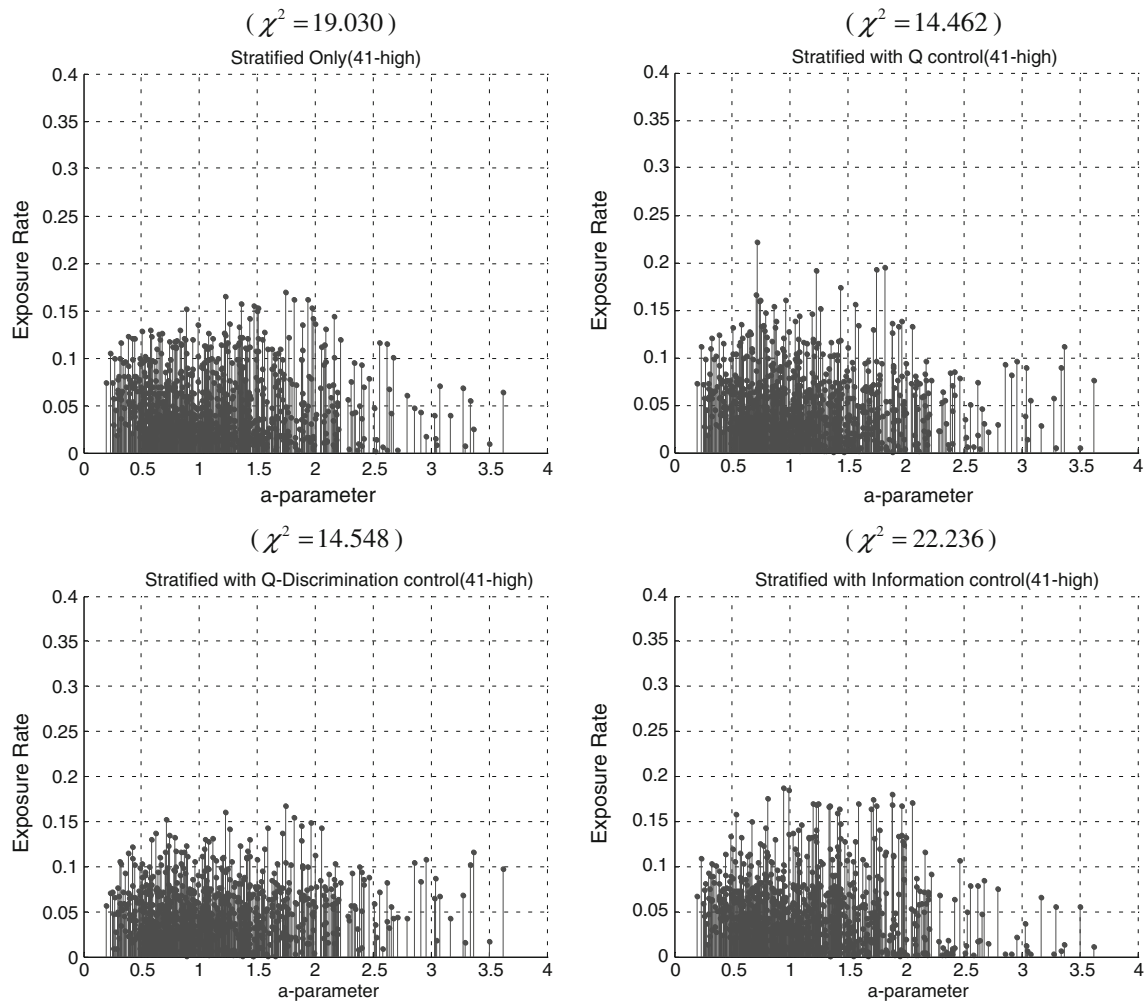 ( χ² = 19.030 )
Stratified Only(41-high)
0.4
0.35
0.3
0.25
0.2
0.15
0.1
0.05
0
Exposure Rate
0 0.5 1 1.5 2 2.5 3 3.5 4
a-parameter
( χ² = 14.462 )
Stratified with Q control(41-high)
0.4
0.35
0.3
0.25
0.2
0.15
0.1
0.05
0
Exposure Rate
0 0.5 1 1.5 2 2.5 3 3.5 4
a-parameter
( χ² = 14.548 )
Stratified with Q-Discrimination control(41-high)
0.4
0.35
0.3
0.25
0.2
0.15
0.1
0.05
0
Exposure Rate
0 0.5 1 1.5 2 2.5 3 3.5 4
a-parameter
( χ² = 22.236 )
Stratified with Information control(41-high)
0.4
0.35
0.3
0.25
0.2
0.15
0.1
0.05
0
Exposure Rate
0 0.5 1 1.5 2 2.5 3 3.5 4
a-parameter